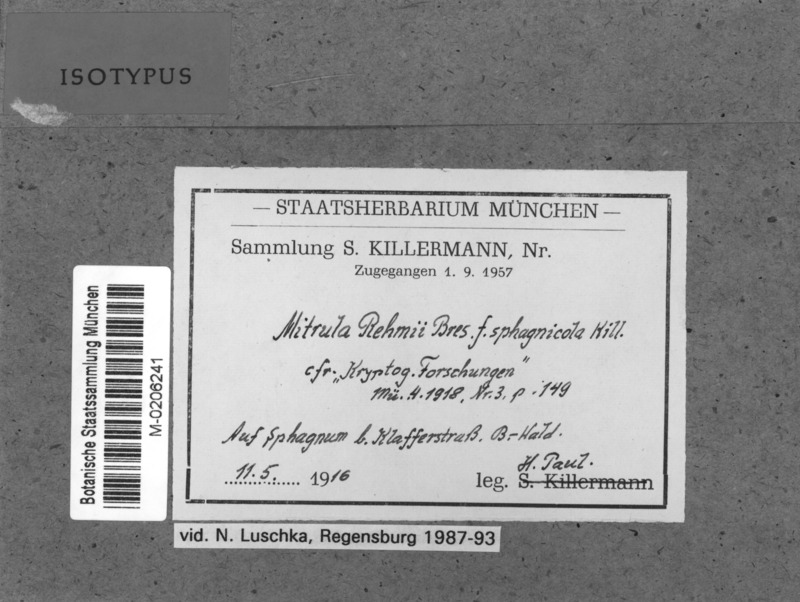 ISOTYPUS
— STAATSHERBARIUM MÜNCHEN —
Sammlung S. KILLERMANN, Nr.
Zugegangen 1. 9. 1957
Mitrula Rehmii Bres. f. sphagnicola Kill.
cfr. „Kryptog. Forschungen"
Mü. H. 1918, Nr. 3, p. 149
Auf Sphagnum b. Klafferstraß. B-Wald.
11. 5. 1916
H. Paul.
leg. S. Killermann
Botanische Staatssammlung München
M-0206241
vid. N. Luschka, Regensburg 1987-93